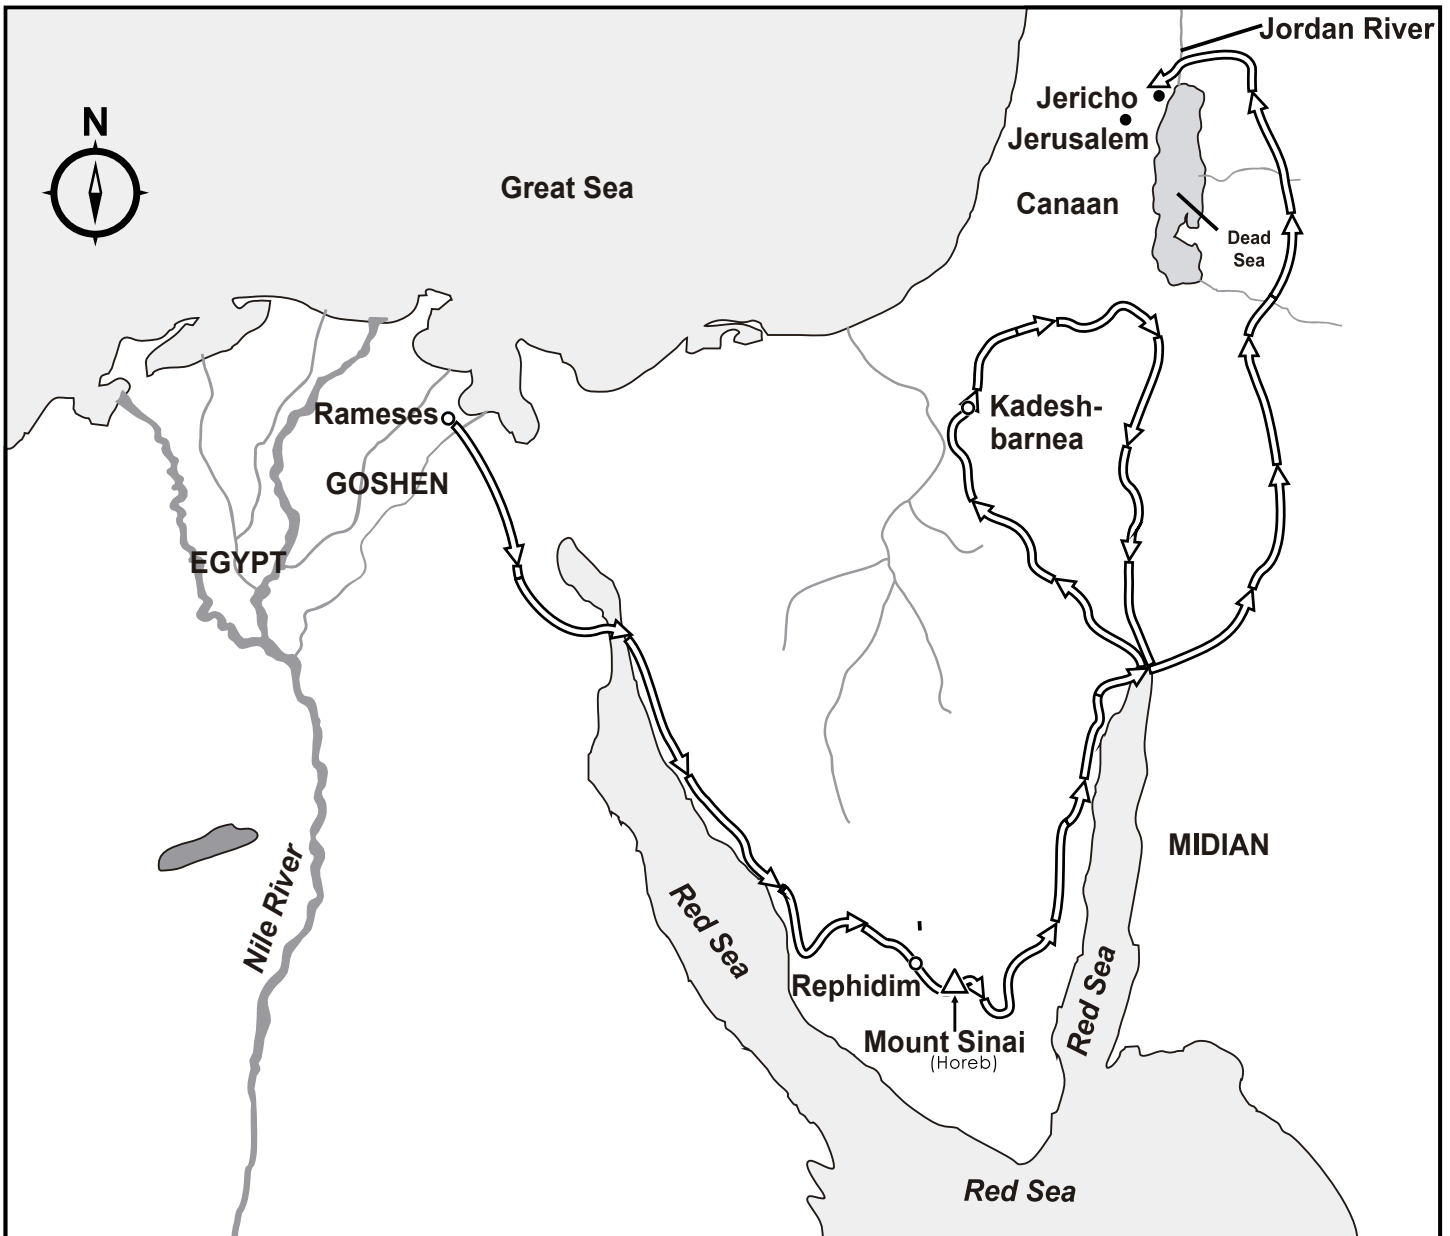 Jordan River
Jericho
Jerusalem
N
Great Sea
Canaan
Dead
Sea
Rameses
Kadesh-
barnea
GOSHEN
EGYPT
MIDIAN
Nile River
Red Sea
Red Sea
Rephidim
Mount Sinai
(Horeb)
Red Sea